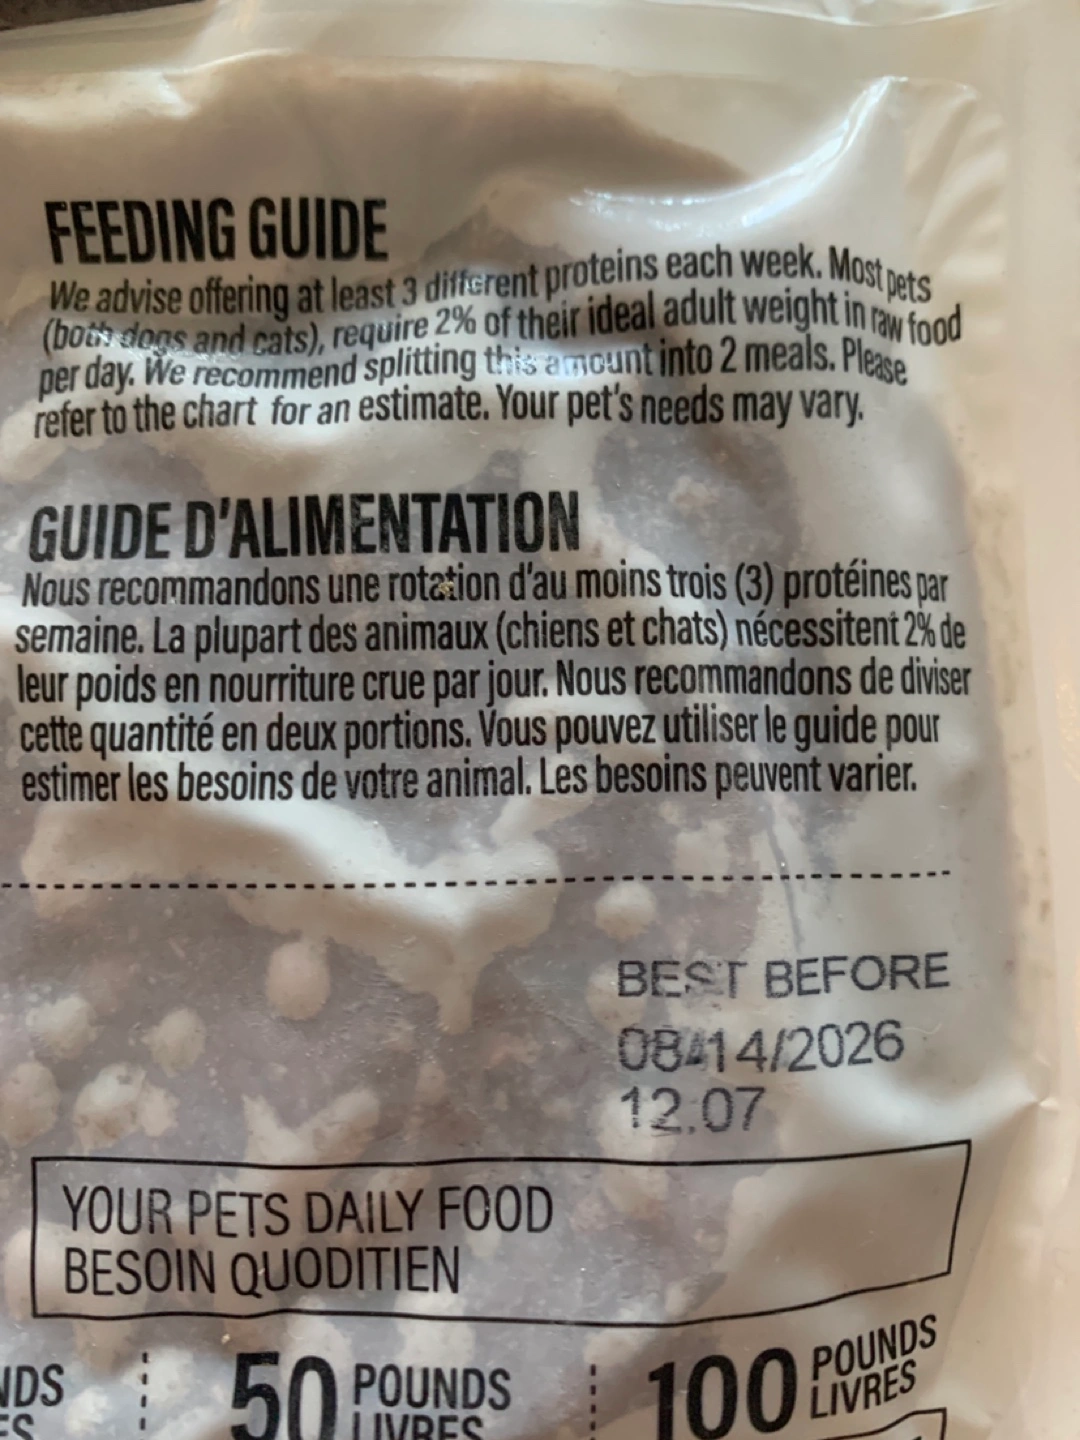 FEEDING GUIDE
We advise offering at least 3 different proteins each week. Most pets
(both dogs and cats), require 2% of their ideal adult weight in raw food
per day. We recommend splitting this amount into 2 meals. Please
refer to the chart for an estimate. Your pet's needs may vary.
GUIDE D'ALIMENTATION
Nous recommandons une rotation d'au moins trois (3) protéines par
semaine. La plupart des animaux (chiens et chats) nécessitent 2% de
leur poids en nourriture crue par jour. Nous recommandons de diviser
cette quantité en deux portions. Vous pouvez utiliser le guide pour
estimer les besoins de votre animal. Les besoins peuvent varier.
BEST BEFORE
08/14/2026
12:07
YOUR PETS DAILY FOOD
BESOIN QUODITIEN
50 POUNDS
LIVRES
100 POUNDS
LIVRES